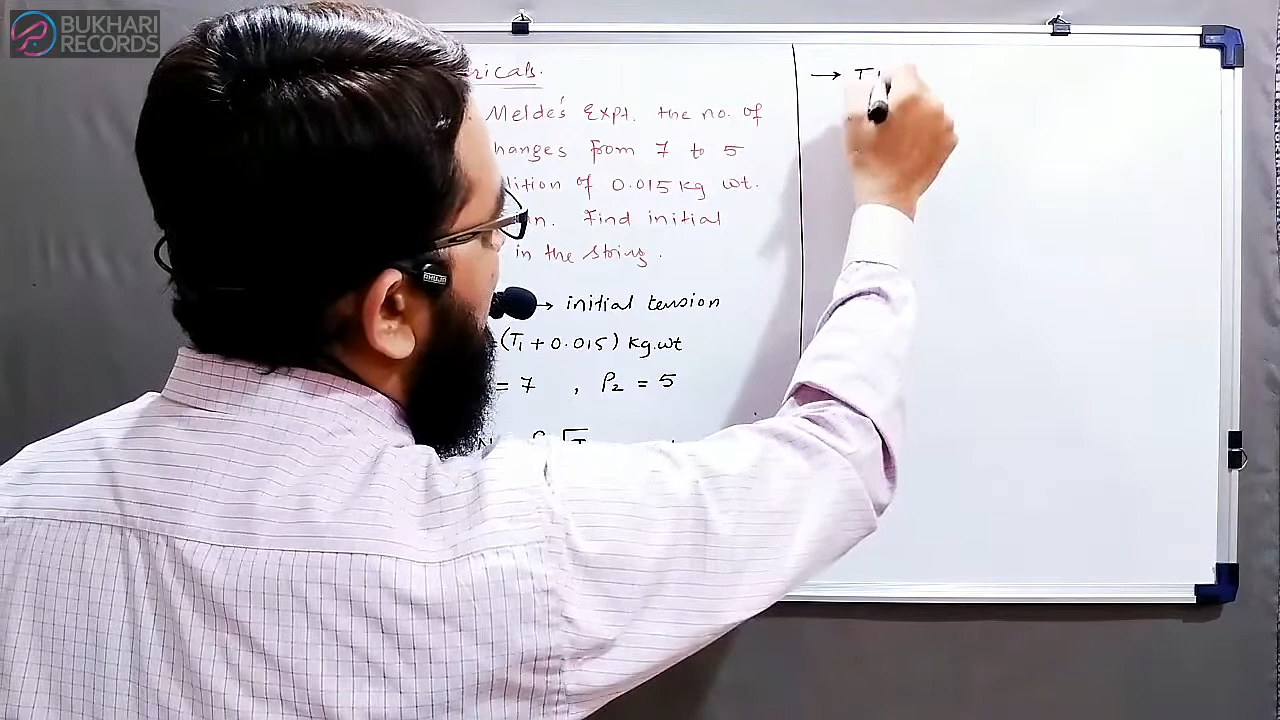 BUKHARI
RECORDS
ricals.
Melde's Expt. the no. of
hanges from 7 to 5
dition of 0.015 kg wt.
n. Find initial
in the string.
→ initial tension
(T₁ + 0.015) kg.wt
= 7 , P₂ = 5
→ T